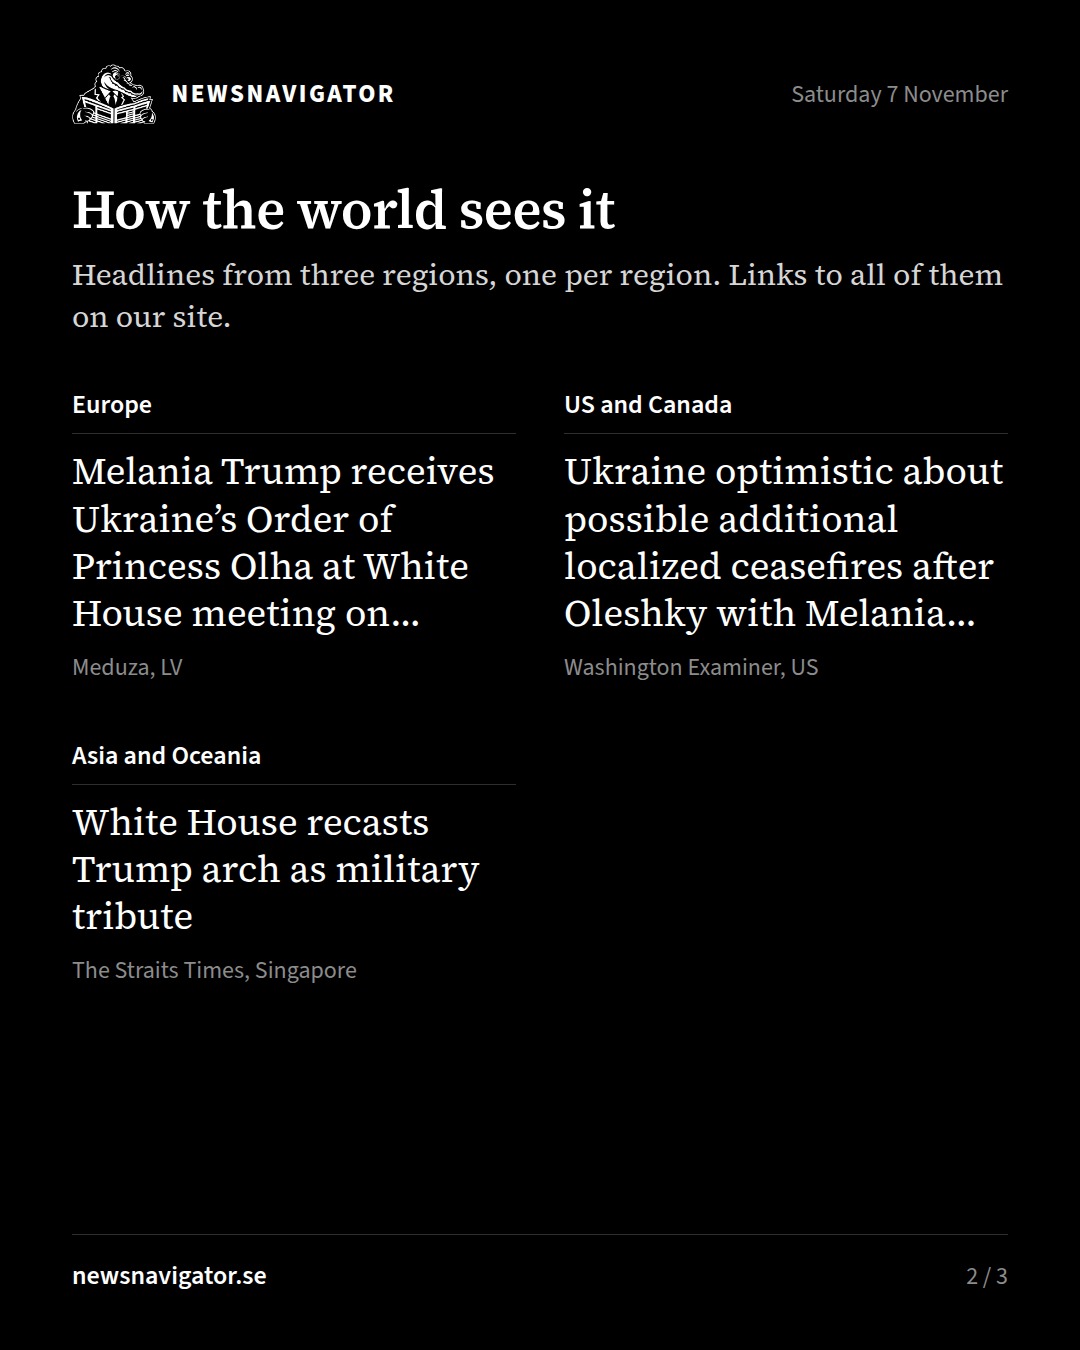 NEWSNAVIGATOR
Saturday 7 November
How the world sees it
Headlines from three regions, one per region. Links to all of them
on our site.
Europe
Melania Trump receives
Ukraine’s Order of
Princess Olha at White
House meeting on...
Meduza, LV
US and Canada
Ukraine optimistic about
possible additional
localized ceasefires after
Oleshky with Melania...
Washington Examiner, US
Asia and Oceania
White House recasts
Trump arch as military
tribute
The Straits Times, Singapore
newsnavigator.se
2 / 3